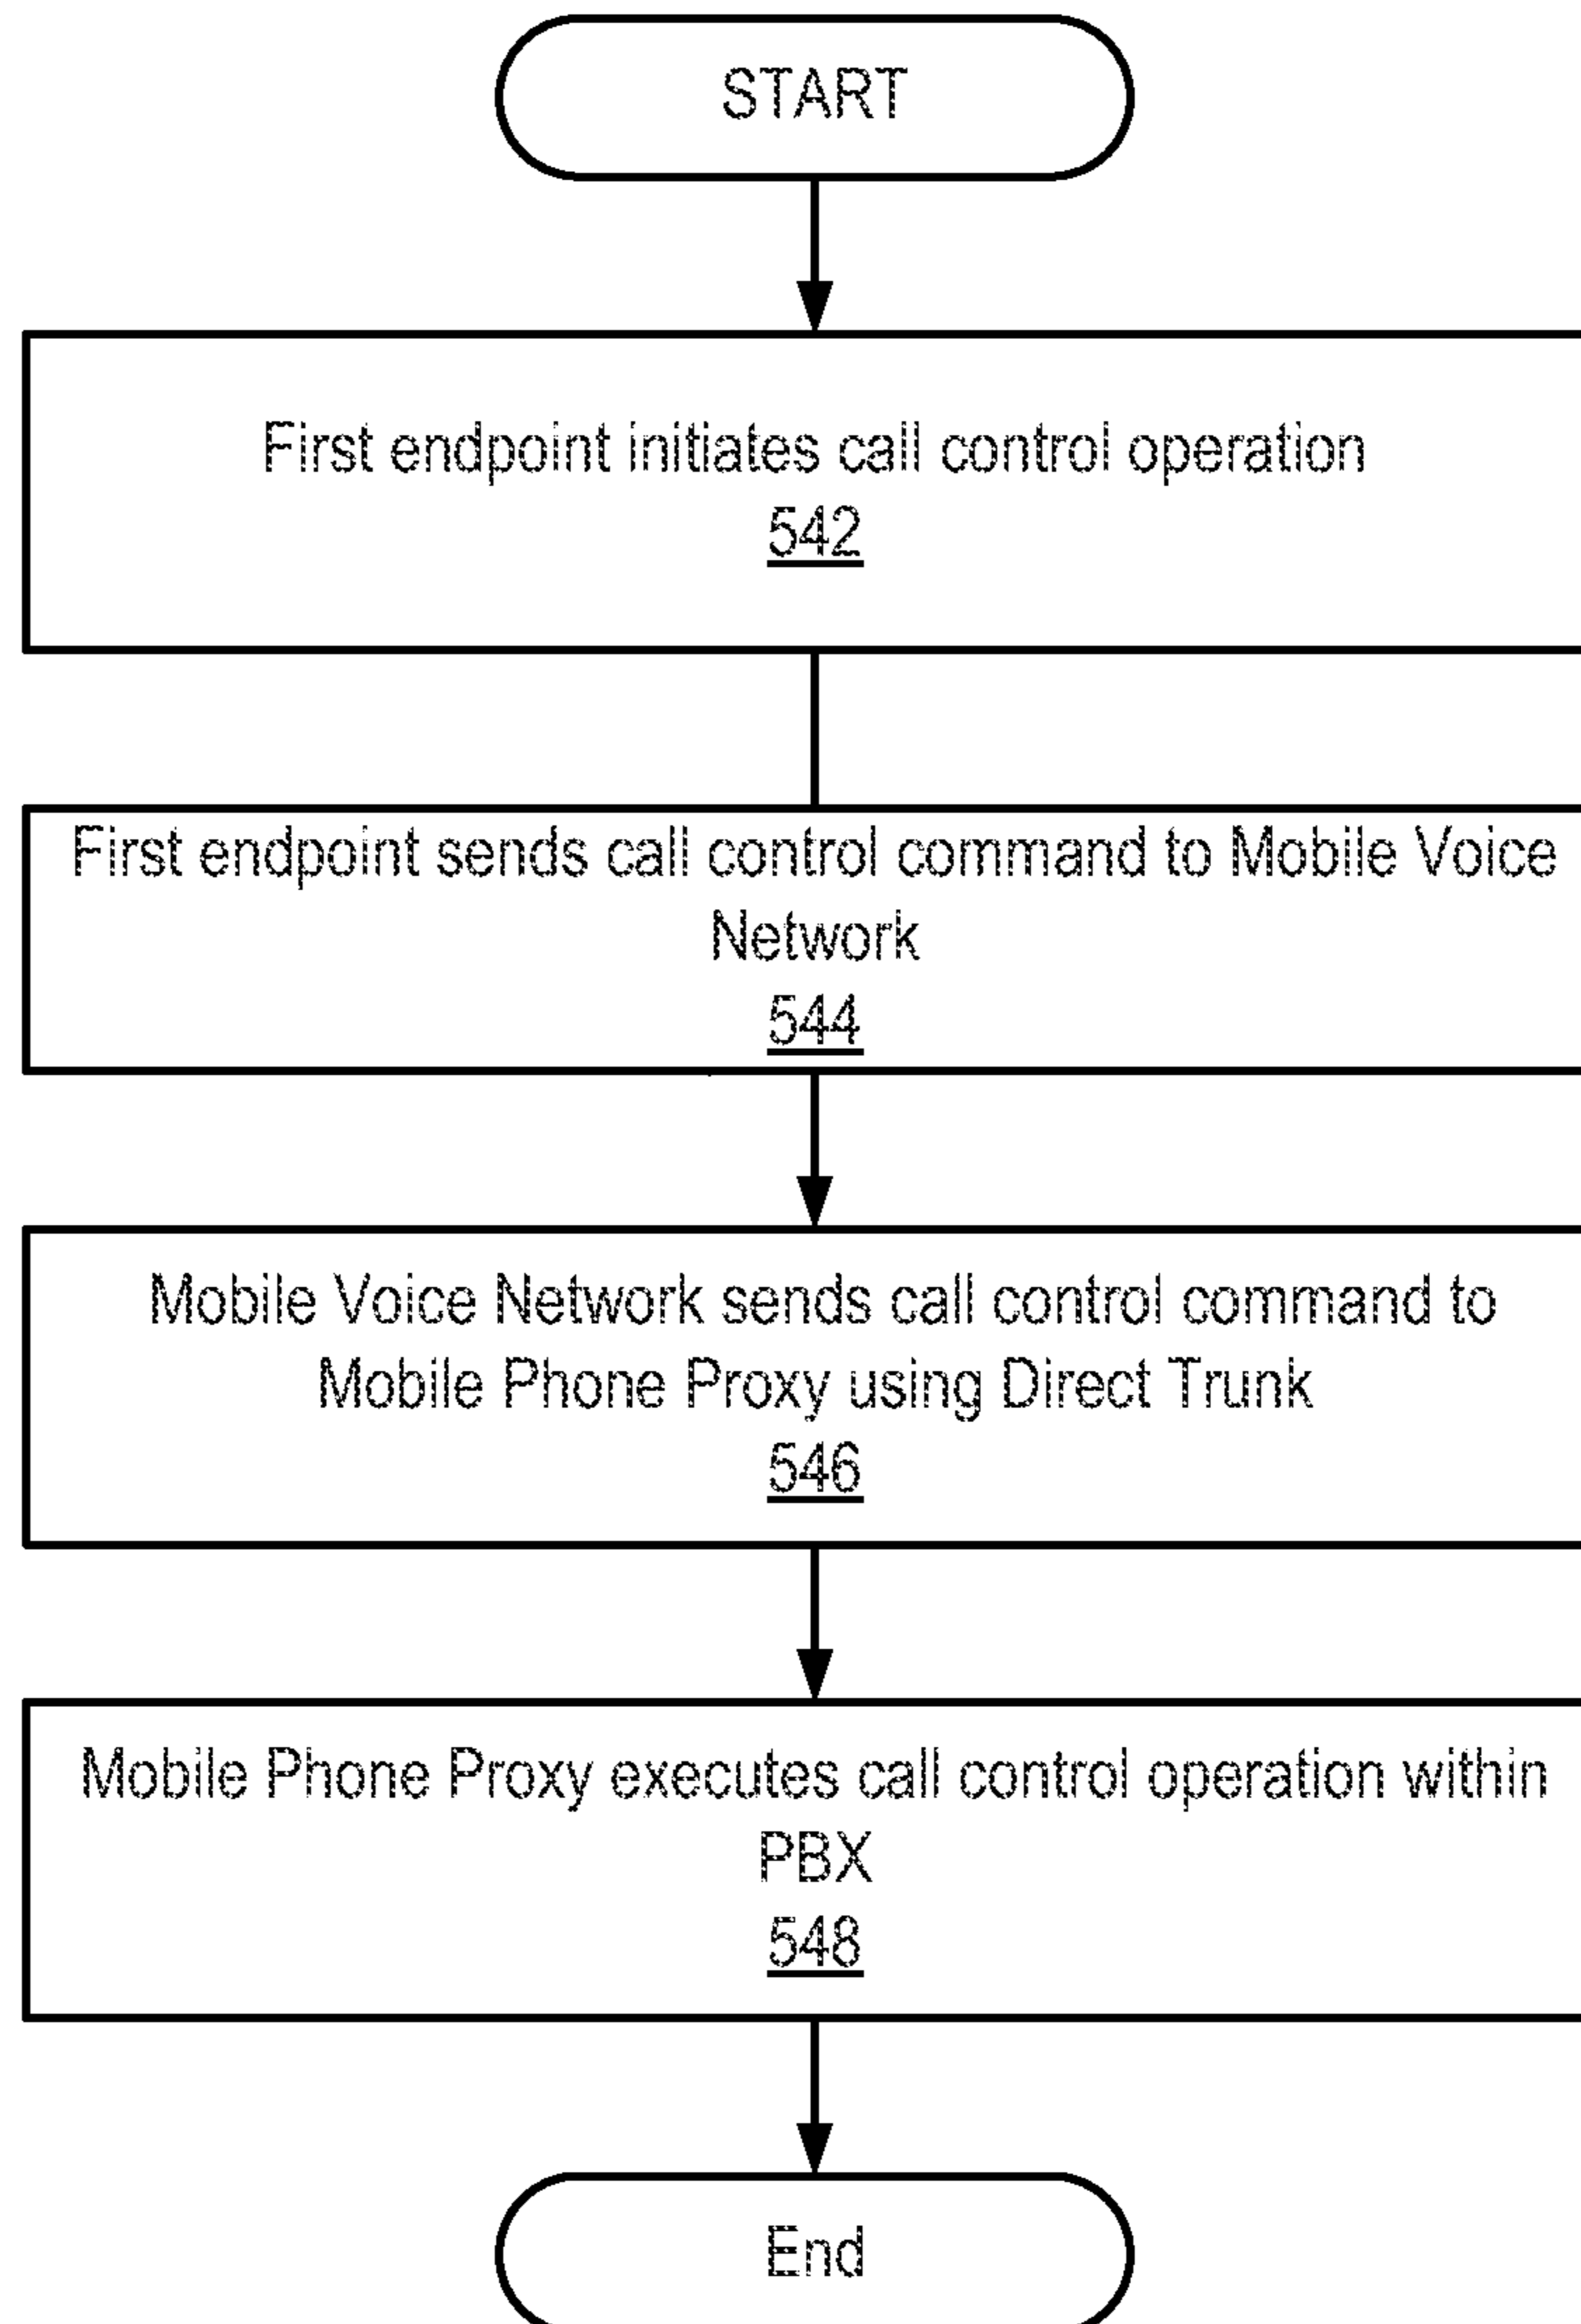 START
First endpoint initiates call control operation
542
First endpoint sends call control command to Mobile Voice
Network
544
Mobile Voice Network sends call control command to
Mobile Phone Proxy using Direct Trunk
546
Mobile Phone Proxy executes call control operation within
PBX
548
End